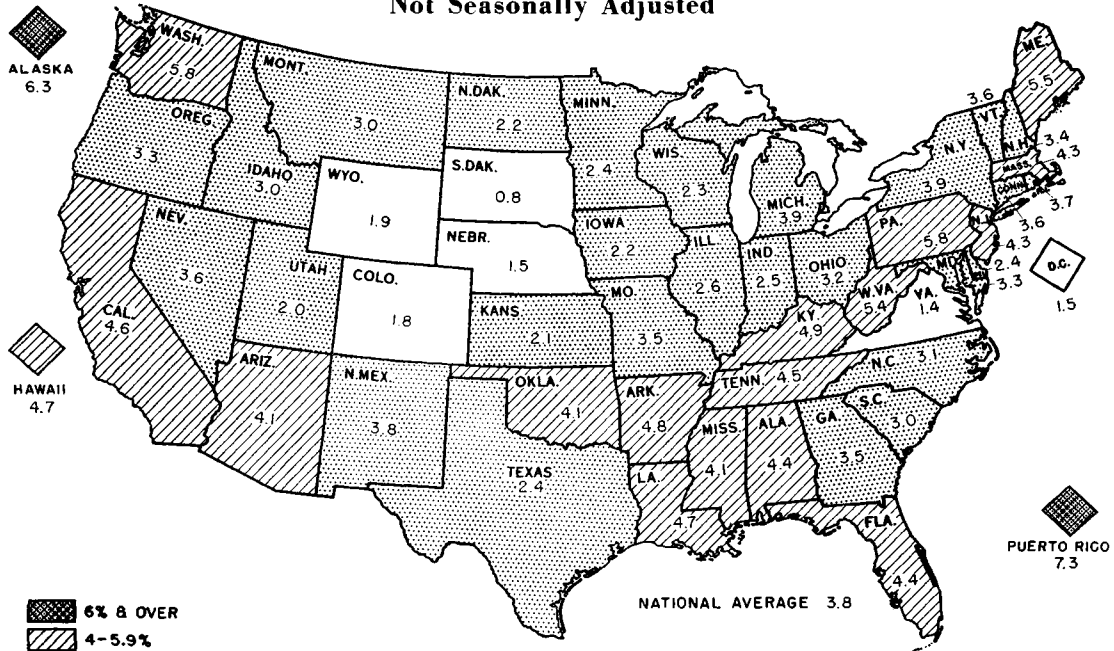 Not Seasonally Adjusted
ALASKA
6.3
WASH.
5.8
OREG.
3.3
IDAHO
3.0
MONT.
3.0
N.DAK.
2.2
MINN.
2.4
S.DAK.
0.8
WYO.
1.9
NEBR.
1.5
NEV.
3.6
UTAH
2.0
COLO.
1.8
KANS.
2.1
CAL.
4.6
HAWAII
4.7
ARIZ.
4.1
N.MEX.
3.8
OKLA.
4.1
TEXAS
2.4
WIS.
2.3
IOWA
2.2
MICH.
3.9
ILL.
2.6
IND.
2.5
OHIO
3.2
MO.
3.5
KY.
4.9
W.VA.
5.4
VA.
1.4
TENN. 4.5
N.C. 3.1
S.C.
3.0
ARK.
4.8
MISS.
4.1
ALA.
4.4
GA.
3.5
LA.
4.7
FLA.
4.4
ME.
5.5
3.6
VT.
N.H.
3.4
4.3
MASS.
CONN.
3.7
3.6
N.Y.
3.9
PA.
5.8
N.J.
4.3
2.4
MD.
3.3
D.C.
1.5
PUERTO RICO
7.3
NATIONAL AVERAGE 3.8
6% & OVER
4-5.9%